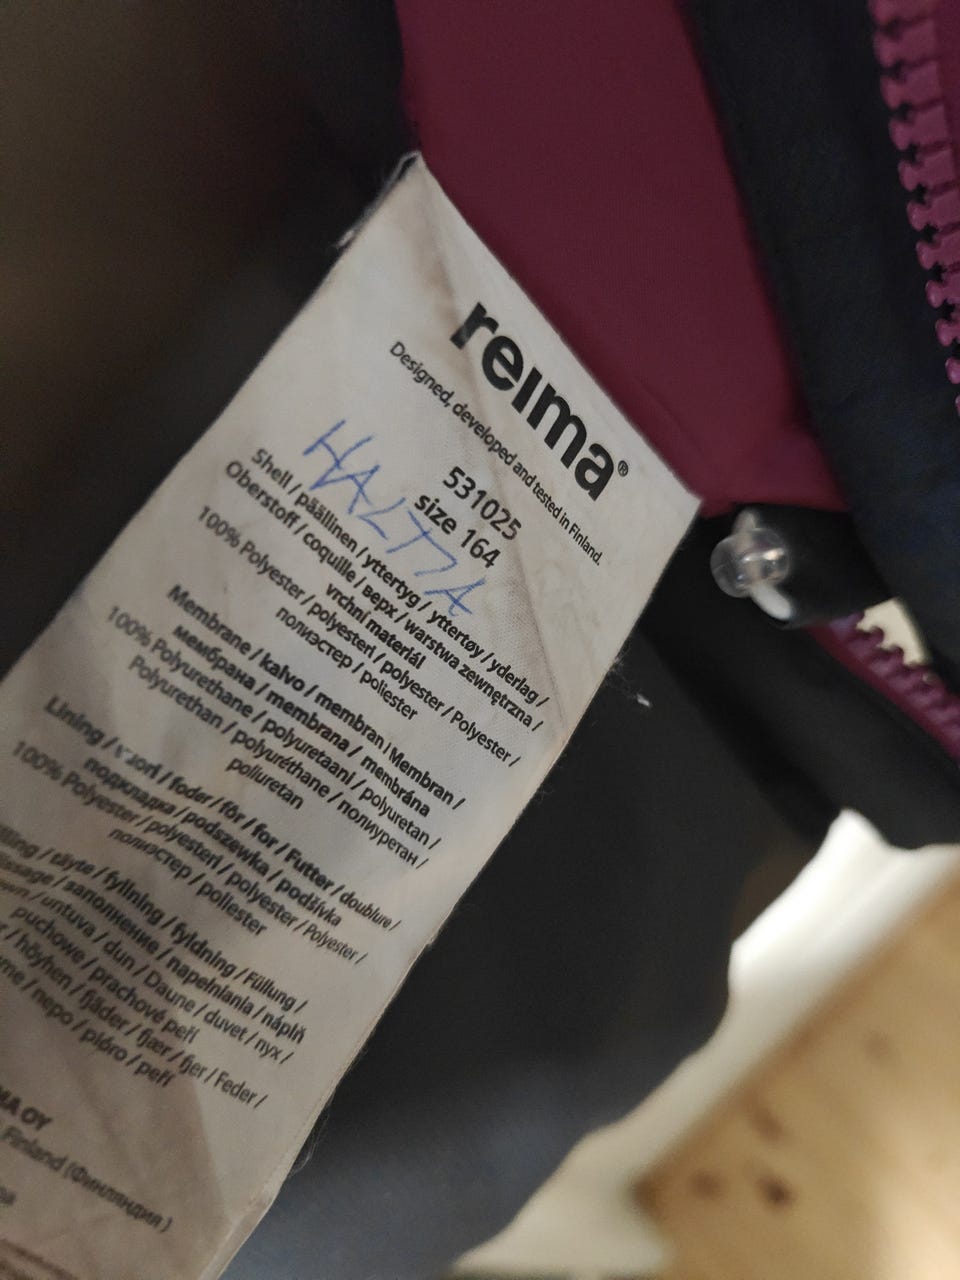 reima®
Designed, developed and tested in Finland.
531025
size 164
HALTIA
Shell / päällinen / yttertyg / yttertøy / yderlag /
Oberstoff / coquille / верх / warstwa zewnętrzna /
vrchní materiál
100% Polyester / polyesteri / polyester / Polyester /
полиэстер / poliester
Membrane / kalvo / membran / Membran /
мембрана / membrana / membrána
100% Polyurethane / polyuretaani / polyuretan /
Polyurethan / polyuréthane / полиуретан /
poliuretan
Lining / vuori / foder / fôr / for / Futter / doublure /
подкладка / podszewka / podšívka
100% Polyester / polyesteri / polyester / Polyester /
полиэстер / poliester
/ täyte / fyllning / fyldning / Füllung /
/ заполнение / napełniania / náplň
/ untuva / dun / Daune / duvet / пух /
puchowe / prachové peří
/ höyhen / fjäder / fjær / fjer / Feder /
/ перо / pióro / peří
OY
Finland (Финляндия)